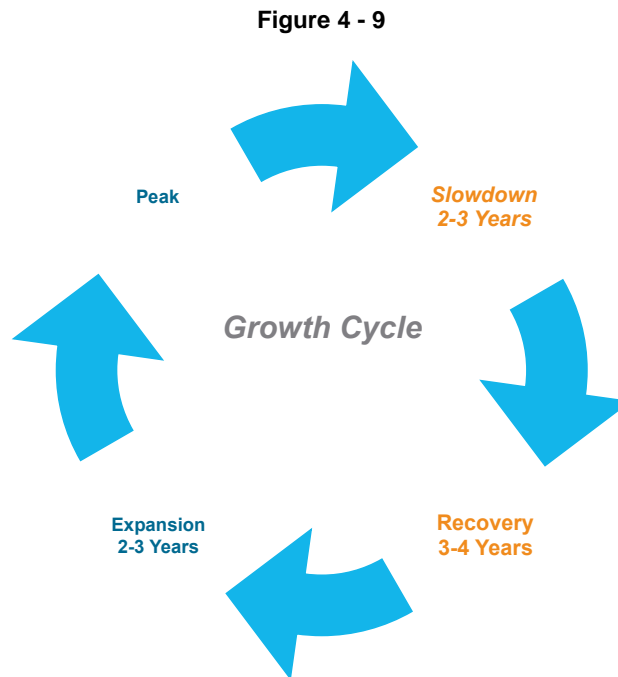 Figure 4 - 9
Peak
Slowdown
2-3 Years
Growth Cycle
Expansion
2-3 Years
Recovery
3-4 Years